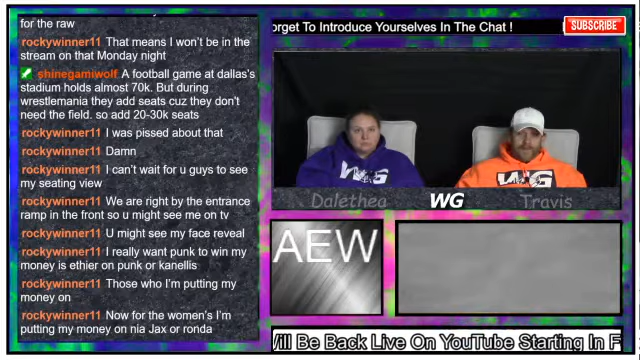 for the raw
rockywinner11 That means I won't be in the
stream on that Monday night
shinegamiwolf A football game at dallas's
stadium holds almost 70k. But during
wrestlemania they add seats cuz they don't
need the field. so add 20-30k seats
rockywinner11 I was pissed about that
rockywinner11 Damn
rockywinner11 I can't wait for u guys to see
my seating view
rockywinner11 We are right by the entrance
ramp in the front so u might see me on tv
rockywinner11 U might see my face reveal
rockywinner11 I really want punk to win my
money is ethier on punk or kanellis
rockywinner11 Those who I'm putting my
money on
rockywinner11 Now for the women's I'm
putting my money on nia Jax or ronda
orget To Introduce Yourselves In The Chat !
SUBSCRIBE
WG
WG
Dalethea WG Travis
AEW
Will Be Back Live On YouTube Starting In F